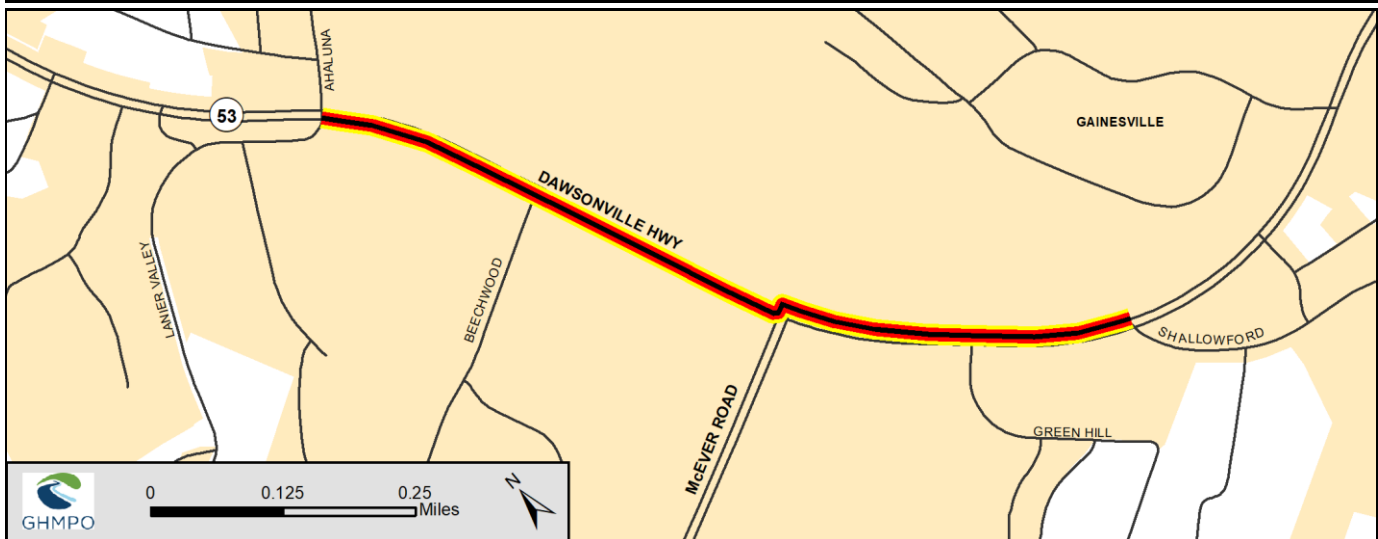 AHALUNA
53
GAINESVILLE
DAWSONVILLE HWY
LANIER VALLEY
BEECHWOOD
SHALLOWFORD
McEVER ROAD
GREEN HILL
GHMPO
0 0.125 0.25
Miles
N